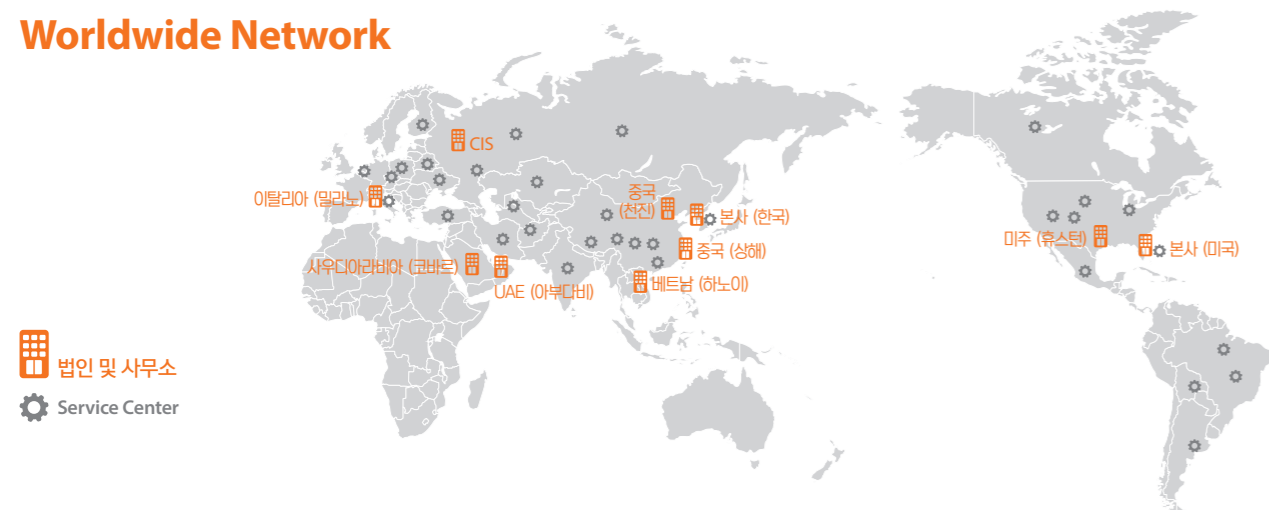 Worldwide Network
CIS
이탈리아 (밀라노)
중국
(천진)
본사 (한국)
중국 (상해)
사우디아라비아 (코바르)
UAE (아부다비)
베트남 (하노이)
미주 (휴스턴)
본사 (미국)
법인 및 사무소
Service Center